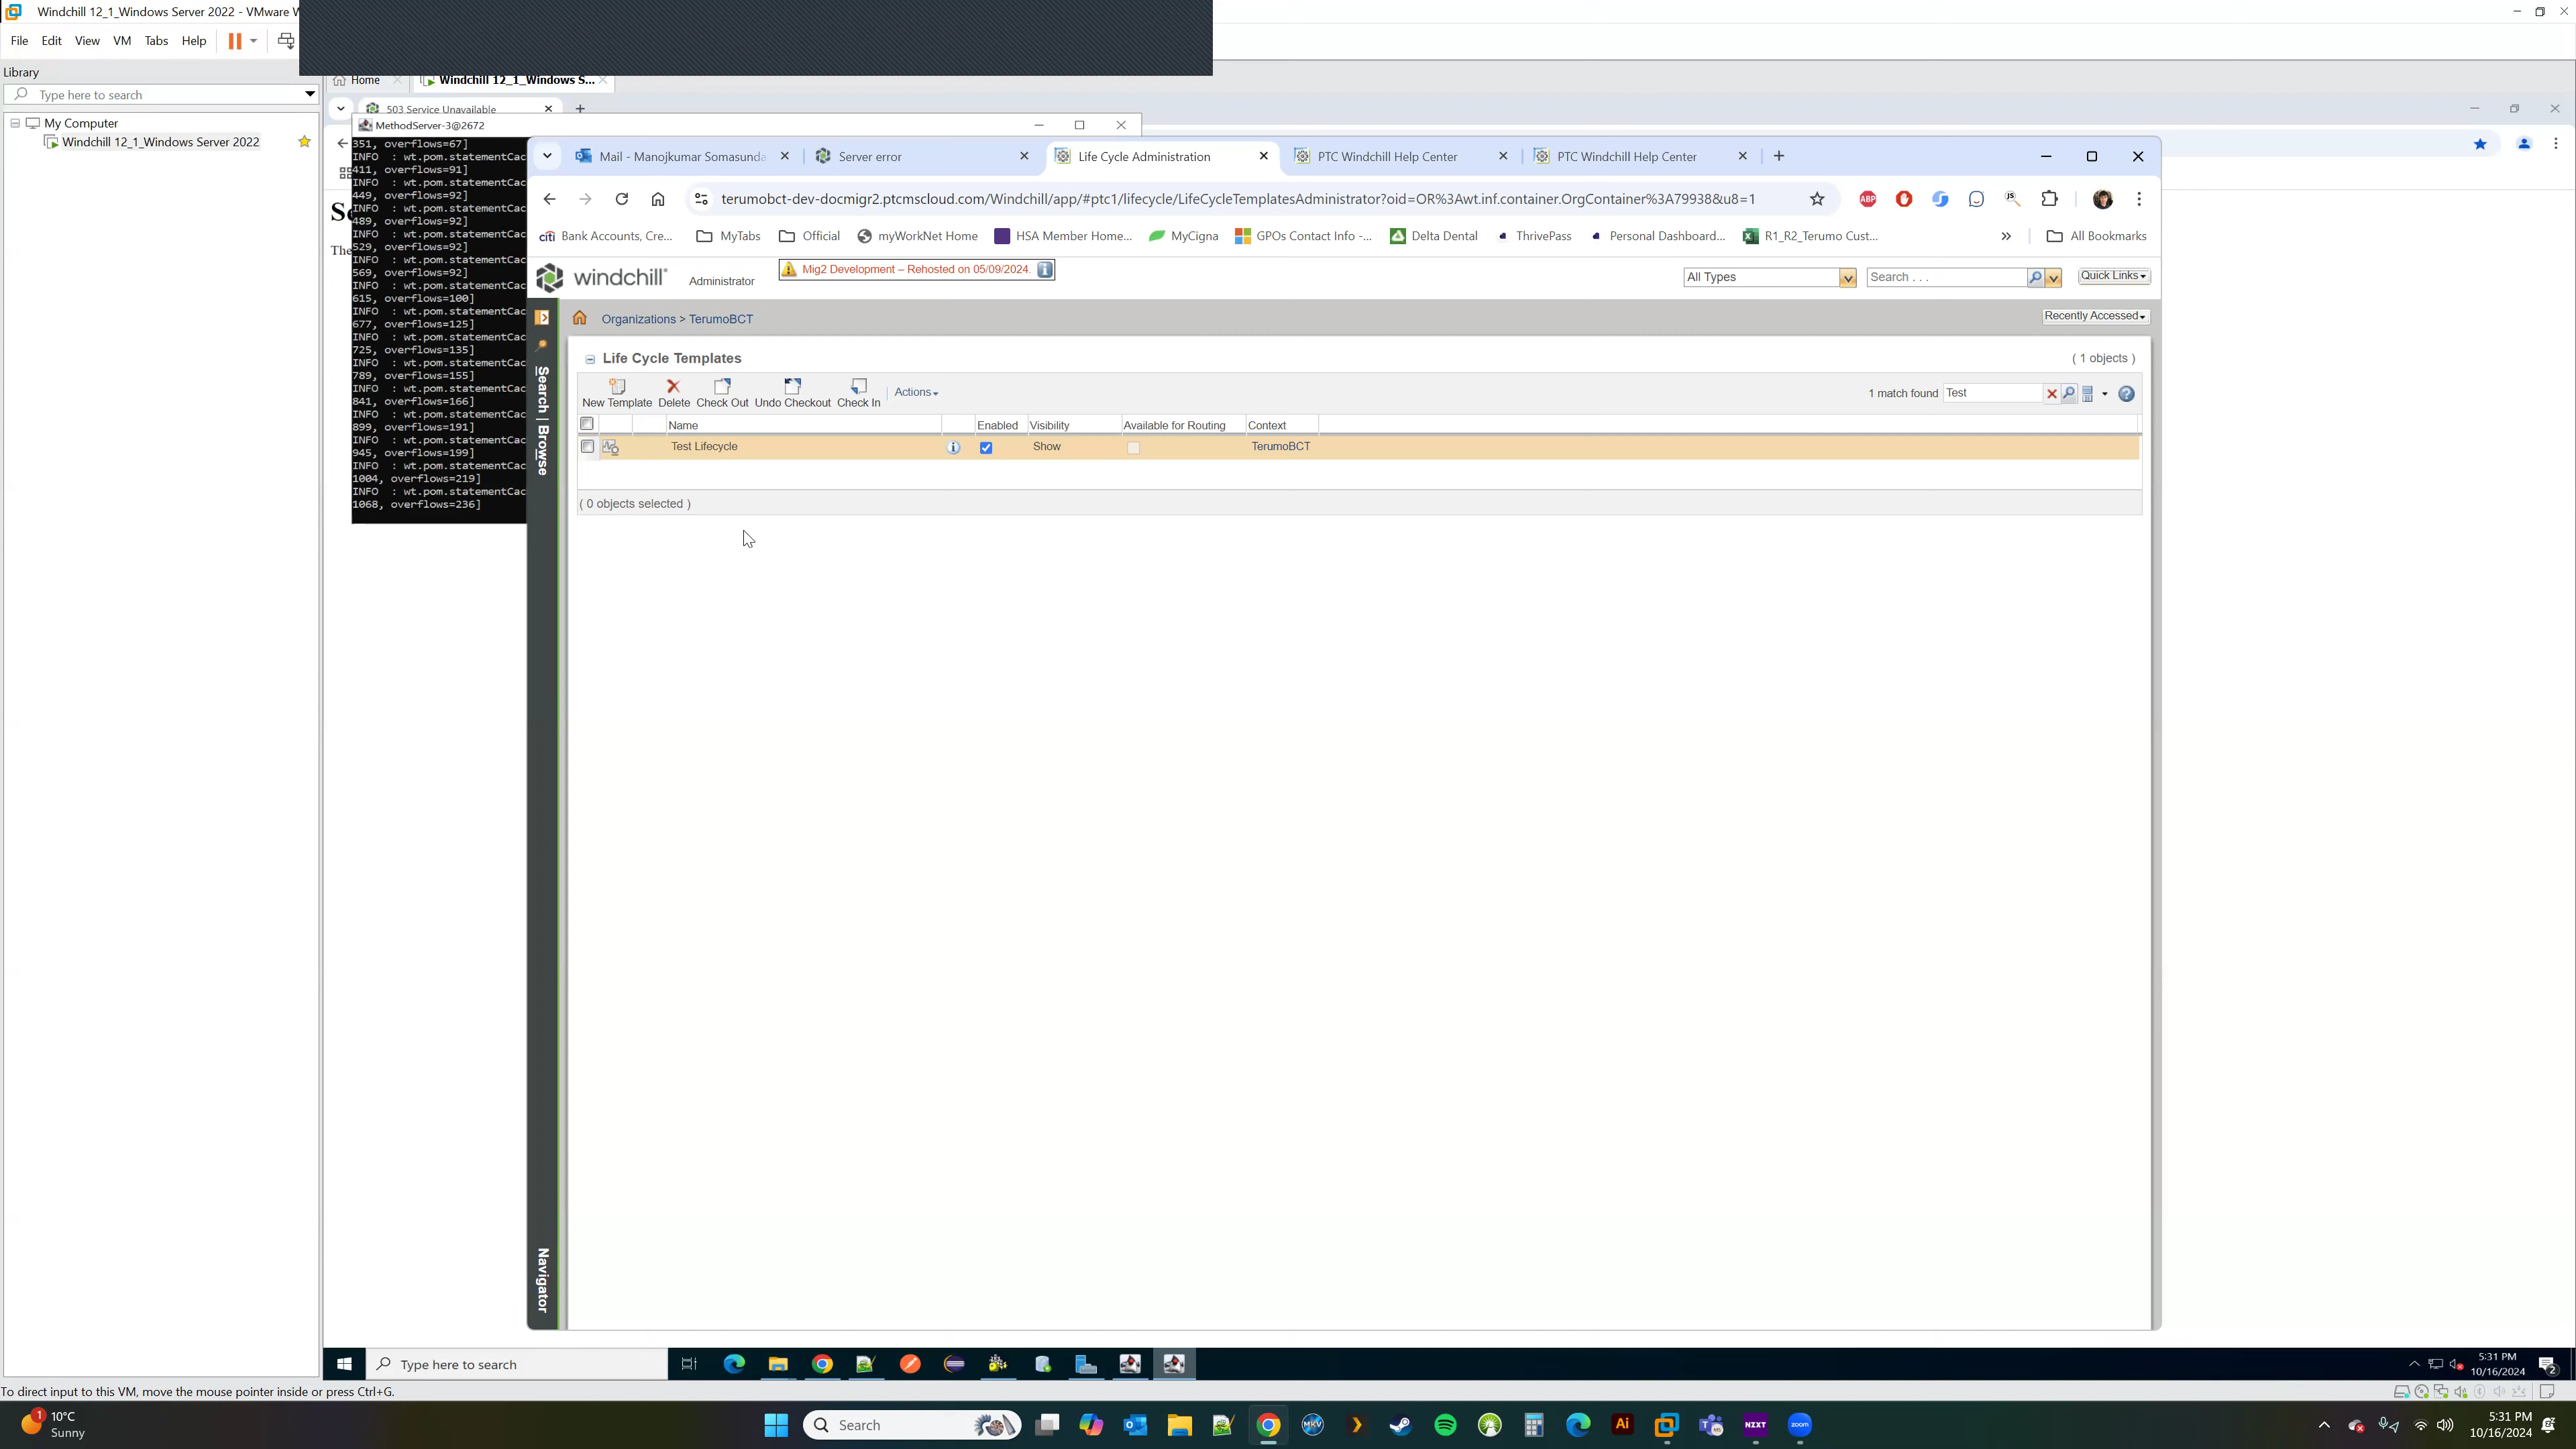 Windchill 12_1_Windows Server 2022 - VMware W
File Edit View VM Tabs Help
Library
Type here to search
My Computer
Windchill 12_1_Windows Server 2022
Home
Windchill 12_1_Windows S...
503 Service Unavailable
MethodServer-3@2672
351, overflows=67]
INFO : wt.pom.statementCac
411, overflows=91]
INFO : wt.pom.statementCac
449, overflows=92]
INFO : wt.pom.statementCac
489, overflows=92]
INFO : wt.pom.statementCac
529, overflows=92]
INFO : wt.pom.statementCac
569, overflows=92]
INFO : wt.pom.statementCac
615, overflows=100]
INFO : wt.pom.statementCac
677, overflows=125]
INFO : wt.pom.statementCac
725, overflows=135]
INFO : wt.pom.statementCac
789, overflows=155]
INFO : wt.pom.statementCac
841, overflows=166]
INFO : wt.pom.statementCac
899, overflows=191]
INFO : wt.pom.statementCac
945, overflows=199]
INFO : wt.pom.statementCac
1004, overflows=219]
INFO : wt.pom.statementCac
1068, overflows=236]
The
Mail - Manojkumar Somasunda
Server error
Life Cycle Administration
PTC Windchill Help Center
PTC Windchill Help Center
terumobct-dev-docmigr2.ptcmscloud.com/Windchill/app/#ptc1/lifecycle/LifeCycleTemplatesAdministrator?oid=OR%3Awt.inf.container.OrgContainer%3A79938&u8=1
ABP
JS
citi Bank Accounts, Cre... MyTabs Official myWorkNet Home HSA Member Home... MyCigna GPOs Contact Info -... Delta Dental ThrivePass Personal Dashboard... R1_R2_Terumo Cust... » All Bookmarks
windchill Administrator Mig2 Development – Rehosted on 05/09/2024. All Types Search . . . Quick Links
Organizations > TerumoBCT Recently Accessed
Search | Browse
Navigator
Life Cycle Templates ( 1 objects )
New Template Delete Check Out Undo Checkout Check In Actions 1 match found Test
Name Enabled Visibility Available for Routing Context
Test Lifecycle Show TerumoBCT
( 0 objects selected )
Type here to search
5:31 PM
10/16/2024
2
To direct input to this VM, move the mouse pointer inside or press Ctrl+G.
1
10°C
Sunny
Search
MKV
Ai
NZXT
zoom
5:31 PM
10/16/2024